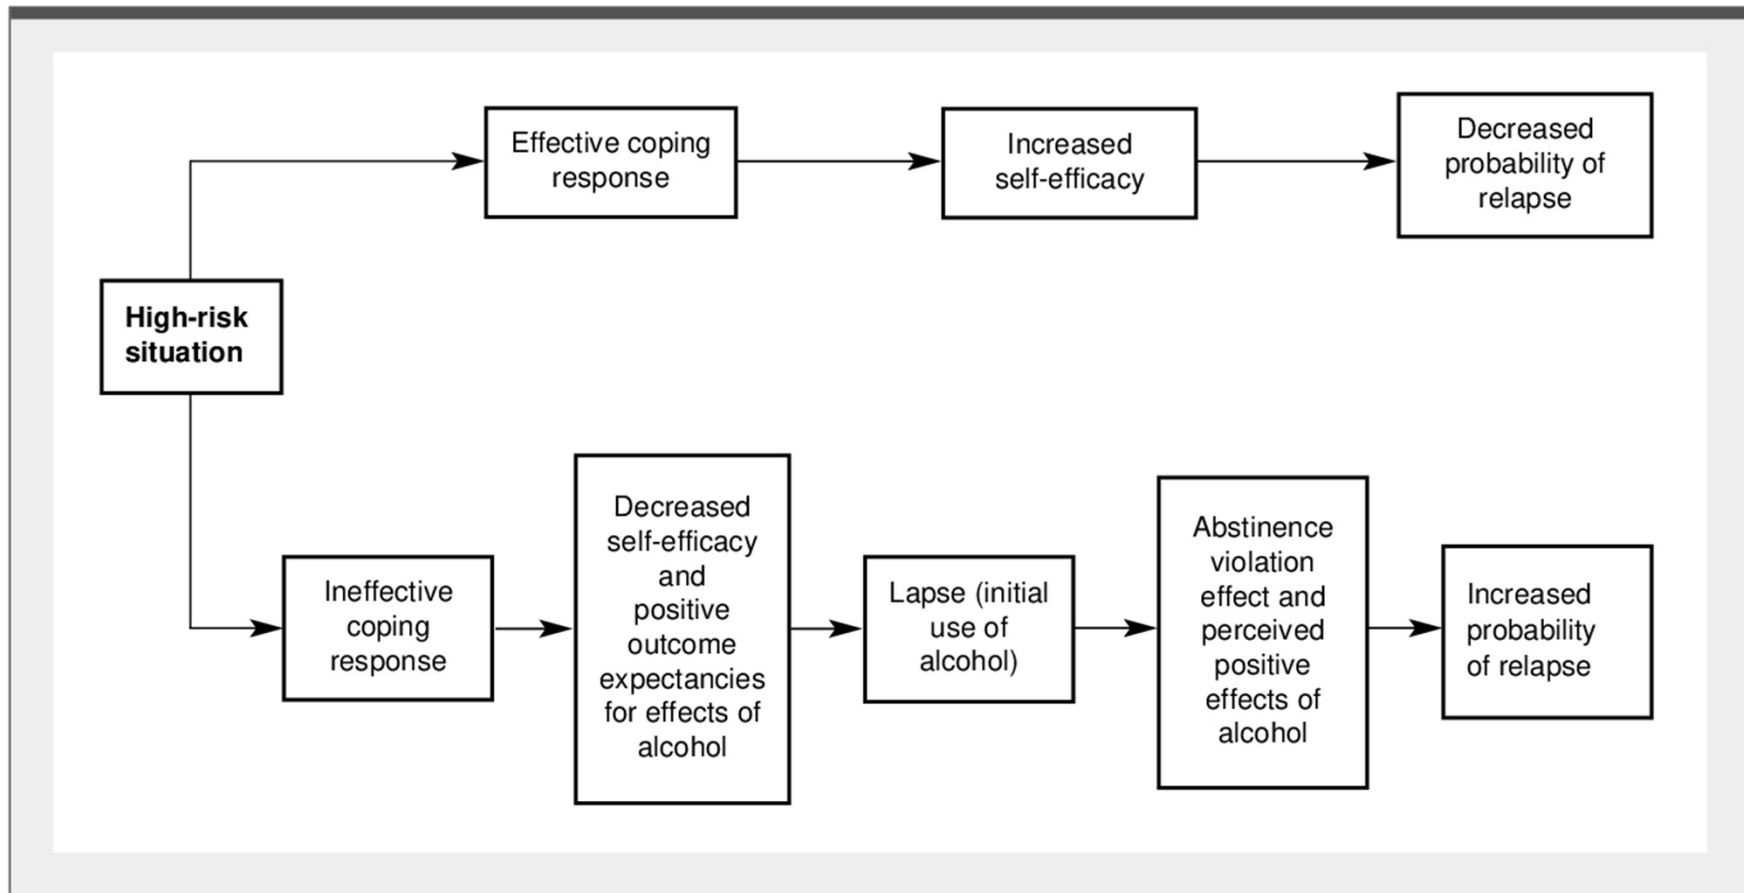 Effective coping
response
Increased
self-efficacy
Decreased
probability of
relapse
High-risk
situation
Ineffective
coping
response
Decreased
self-efficacy
and
positive
outcome
expectancies
for effects of
alcohol
Lapse (initial
use of
alcohol)
Abstinence
violation
effect and
perceived
positive
effects of
alcohol
Increased
probability
of relapse